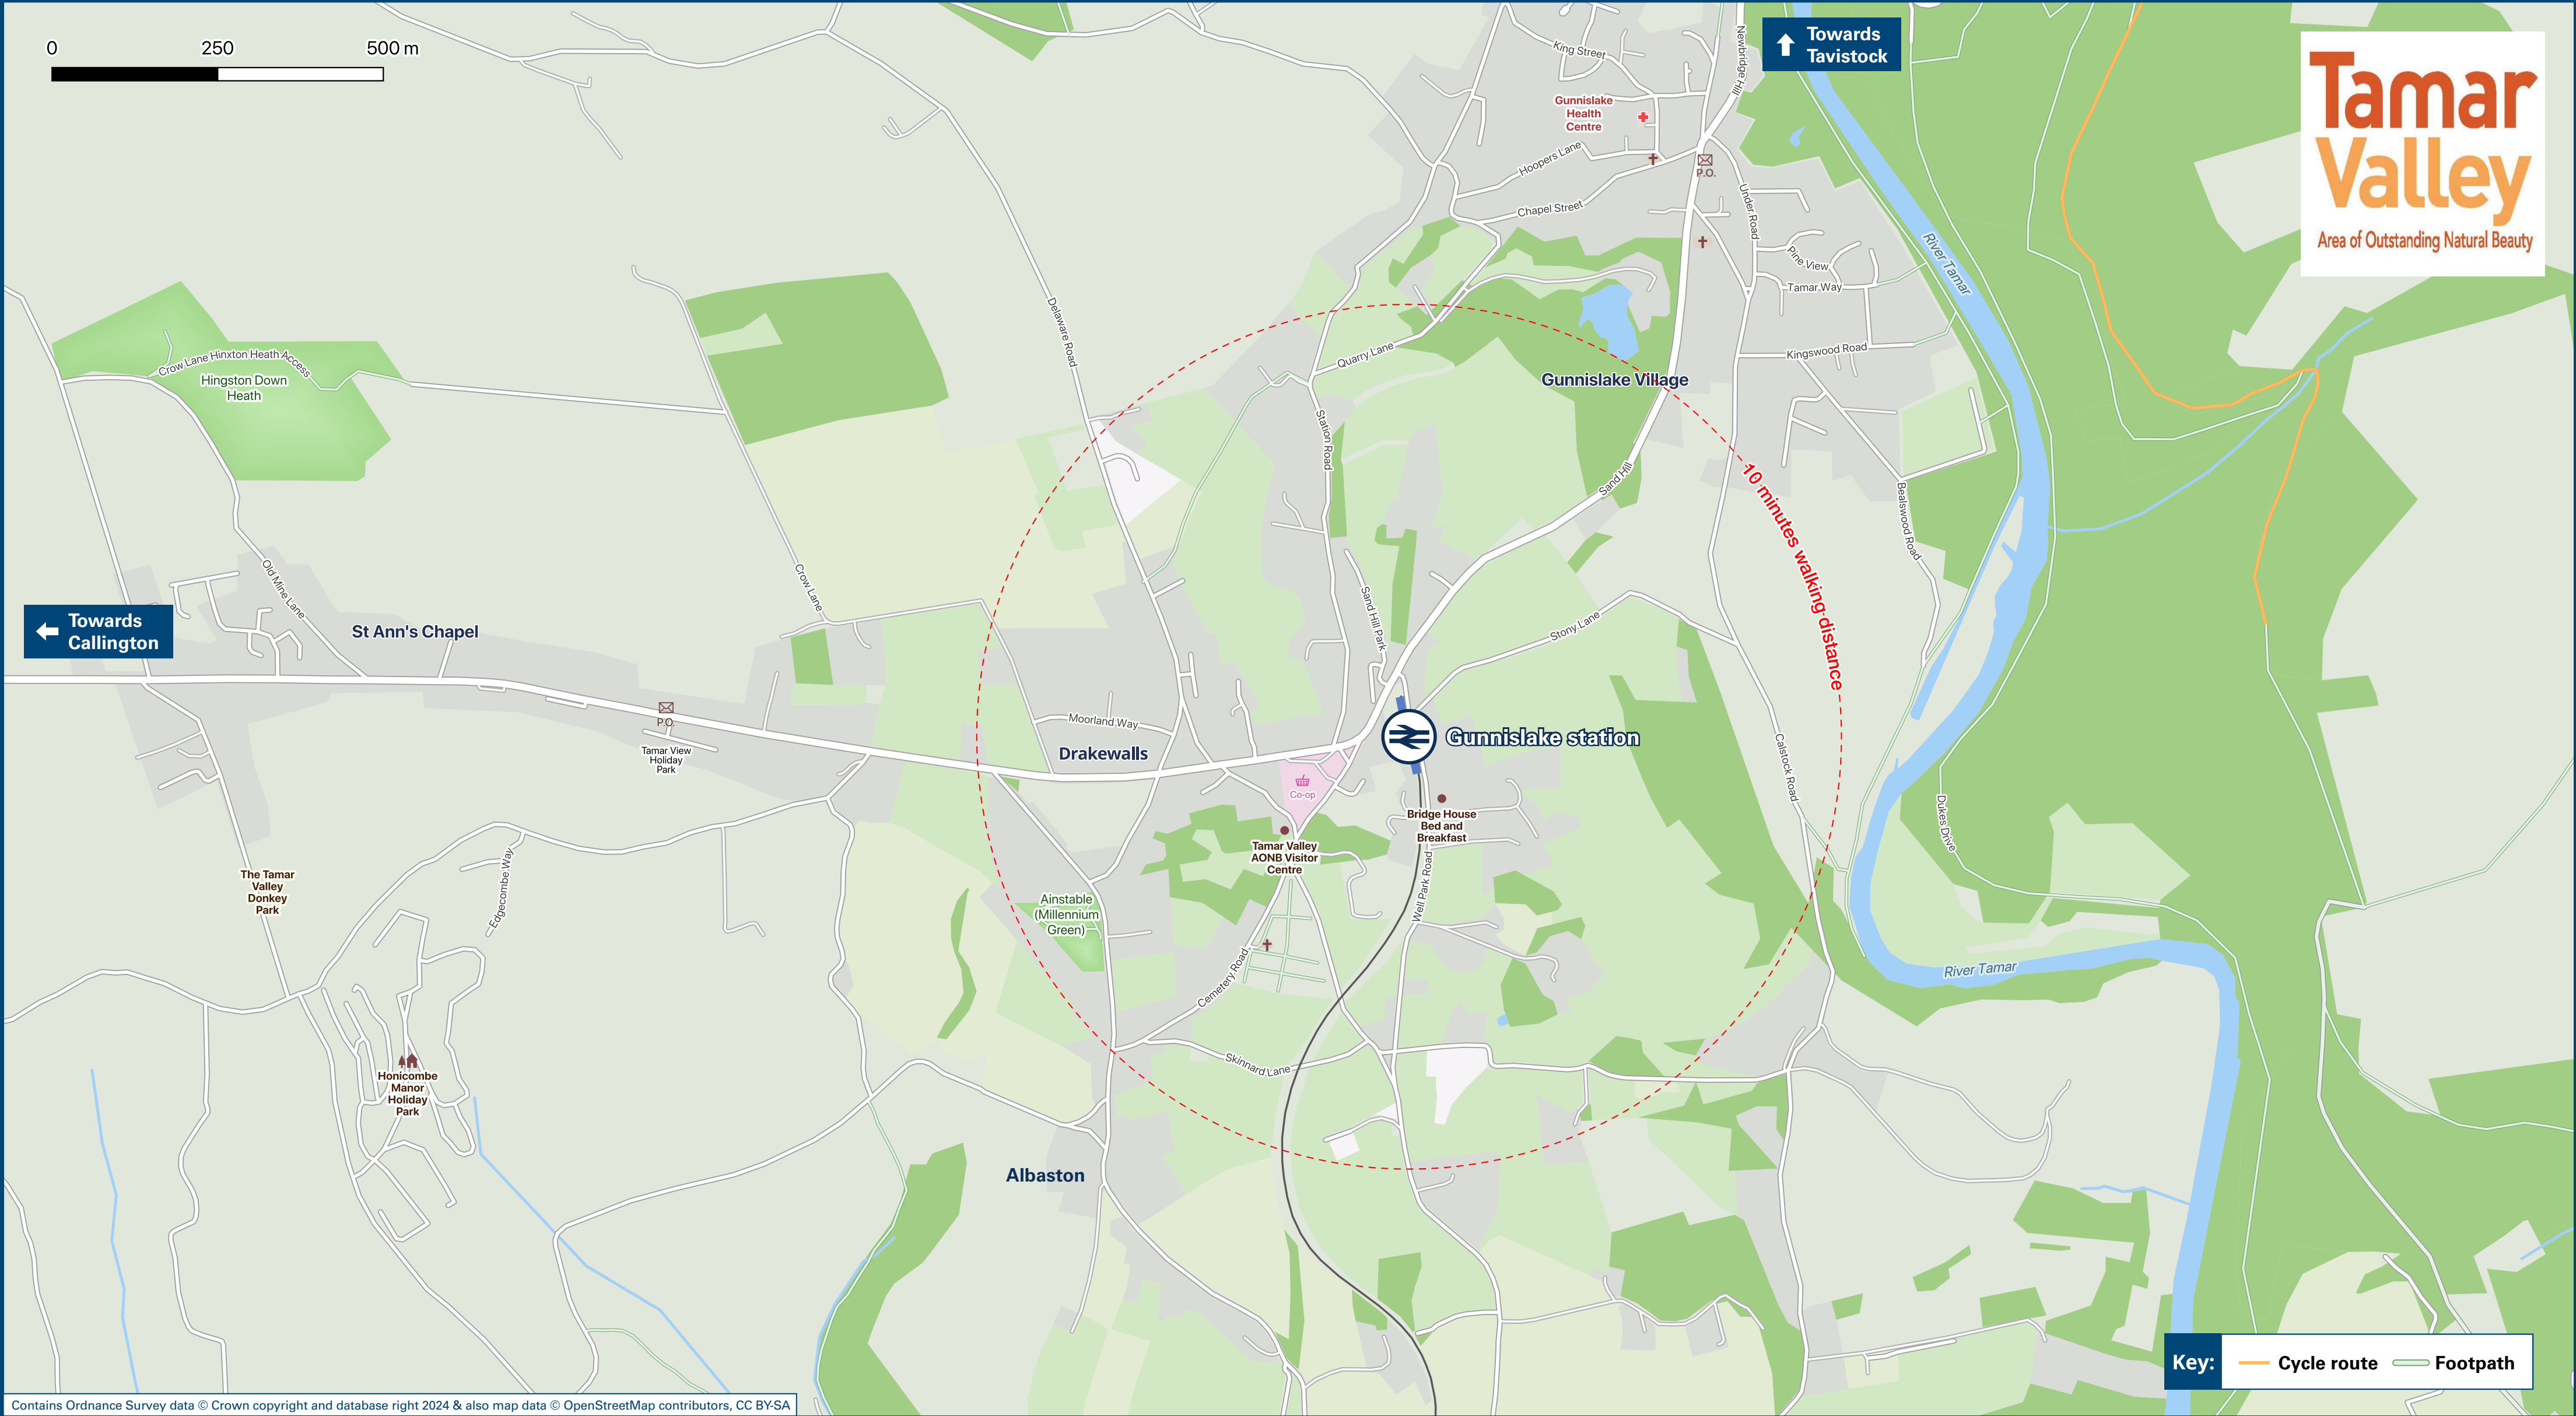 0 250 500 m
Towards
Tavistock
Tamar
Valley
Area of Outstanding Natural Beauty
King Street
Newbridge Hill
Gunnislake
Health
Centre
Hoopers Lane
P.O.
Chapel Street
Under Road
Pine View
Tamar Way
River Tamar
Delaware Road
Crow Lane Hinxton Heath Access
Hingston Down
Heath
Quarry Lane
Kingswood Road
Gunnislake Village
Station Road
Sand Hill
10 minutes walking distance
Bealswood Road
Old Mine Lane
Crow Lane
Sand Hill Park
Stony Lane
Towards
Callington
St Ann's Chapel
P.O.
Tamar View
Holiday
Park
Moorland Way
Drakewalls
Gunnislake station
Calstock Road
Co-op
Bridge House
Bed and
Breakfast
Dukes Drive
Tamar Valley
AONB Visitor
Centre
The Tamar
Valley
Donkey
Park
Edgecombe Way
Well Park Road
Ainstable
(Millennium
Green)
Cemetery Road
River Tamar
Skinnard Lane
Honicombe
Manor
Holiday
Park
Albaston
Key: Cycle route Footpath
Contains Ordnance Survey data © Crown copyright and database right 2024 & also map data © OpenStreetMap contributors, CC BY-SA